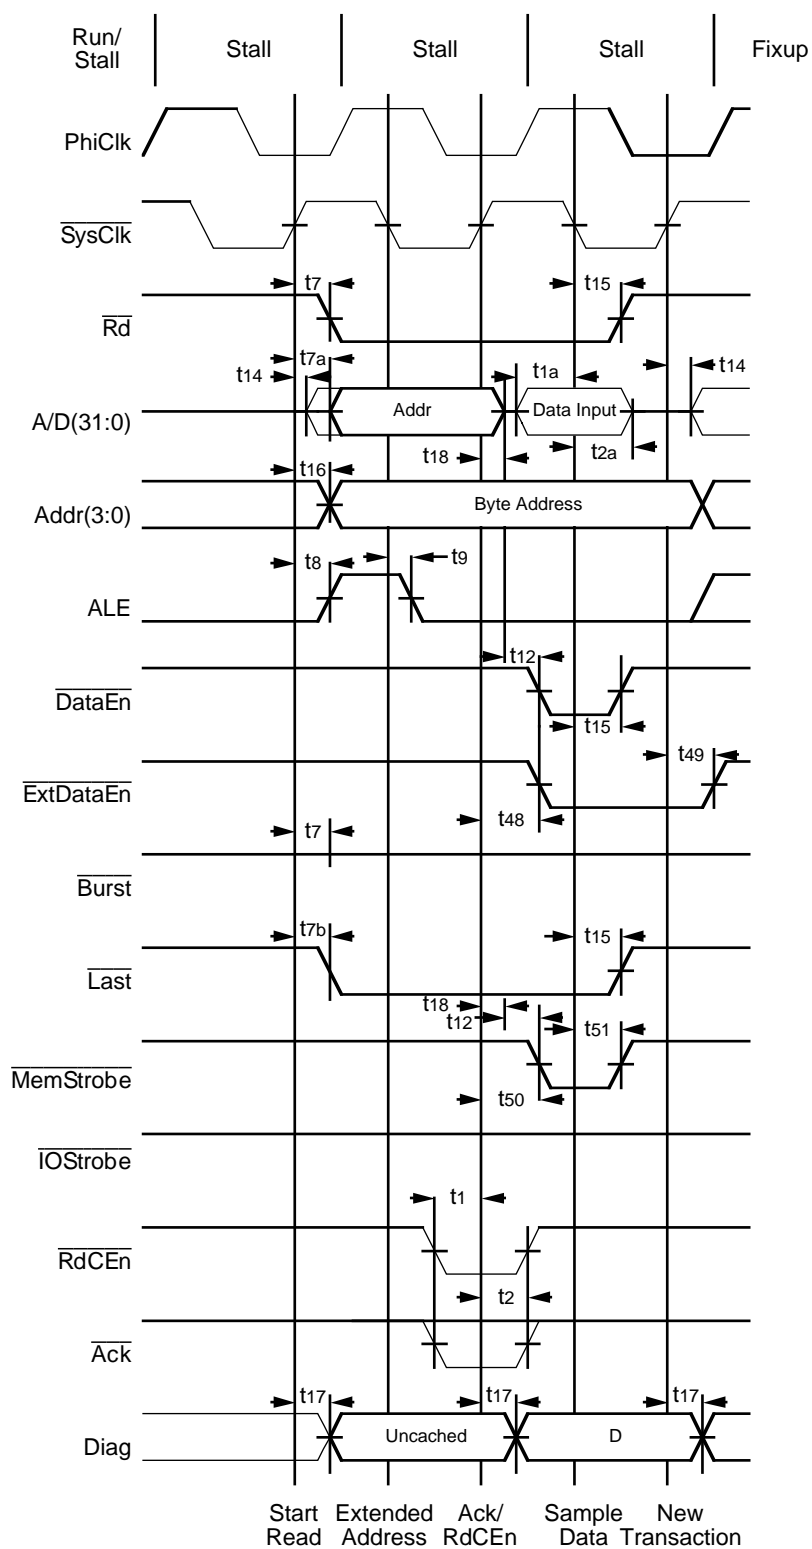 Run/
Stall
Stall
Stall
Stall
Fixup
PhiClk
SysClk
t7
t15
Rd
t7a
t14
t1a
t14
A/D(31:0)
Addr
Data Input
t18
t2a
t16
Addr(3:0)
Byte Address
t8
t9
ALE
t12
DataEn
t15
t49
ExtDataEn
t48
t7
Burst
t7b
t15
Last
t18
t12
t51
MemStrobe
t50
IOStrobe
t1
RdCEn
t2
Ack
t17
t17
t17
Diag
Uncached
D
Start
Read
Extended
Address
Ack/
RdCEn
Sample
Data
New
Transaction